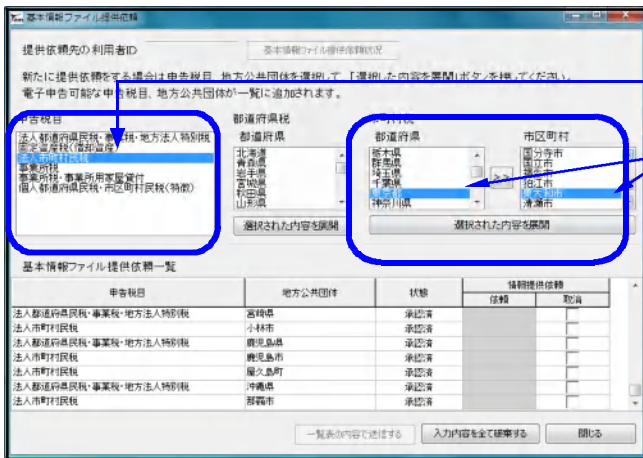 基本情報ファイル提供依頼
提供依頼先の利用者ID
基本情報ファイル提供依頼状況
新たに提供依頼をする場合は申告税目、地方公共団体を選択して、「選択した内容を展開」ボタンを押してください。
電子申告可能な申告税目、地方公共団体が一覧に追加されます。
申告税目
法人都道府県民税・事業税・地方法人特別税
固定資産税(償却資産)
法人市町村民税
事業所税
事業所税・事業所用家屋貸付
個人都道府県民税・市区町村民税(特徴)
都道府県税
都道府県
北海道
青森県
岩手県
宮城県
秋田県
山形県
選択された内容を展開
市町村税
都道府県
栃木県
群馬県
埼玉県
千葉県
東京都
神奈川県
>>
市区町村
国分寺市
国立市
福生市
狛江市
東大和市
清瀬市
選択された内容を展開
基本情報ファイル提供依頼一覧
申告税目 地方公共団体 状態 情報提供依頼
依頼 取消
法人都道府県民税・事業税・地方法人特別税 宮崎県 承認済
法人市町村民税 小林市 承認済
法人都道府県民税・事業税・地方法人特別税 鹿児島県 承認済
法人市町村民税 鹿児島市 承認済
法人市町村民税 屋久島町 承認済
法人都道府県民税・事業税・地方法人特別税 沖縄県 承認済
法人市町村民税 那覇市 承認済
一覧表の内容で送信する 入力内容を全て破棄する 閉じる